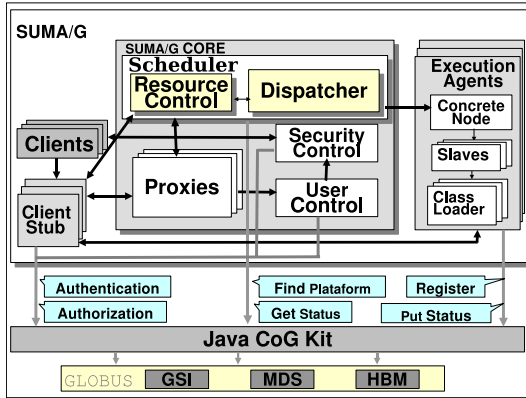 SUMA/G
SUMA/G CORE
Scheduler
Resource
Control
Dispatcher
Execution
Agents
Concrete
Node
Slaves
Class
Loader
Clients
Security
Control
Proxies
User
Control
Client
Stub
Authentication
Authorization
Find Plataform
Get Status
Register
Put Status
Java CoG Kit
GLOBUS
GSI
MDS
HBM